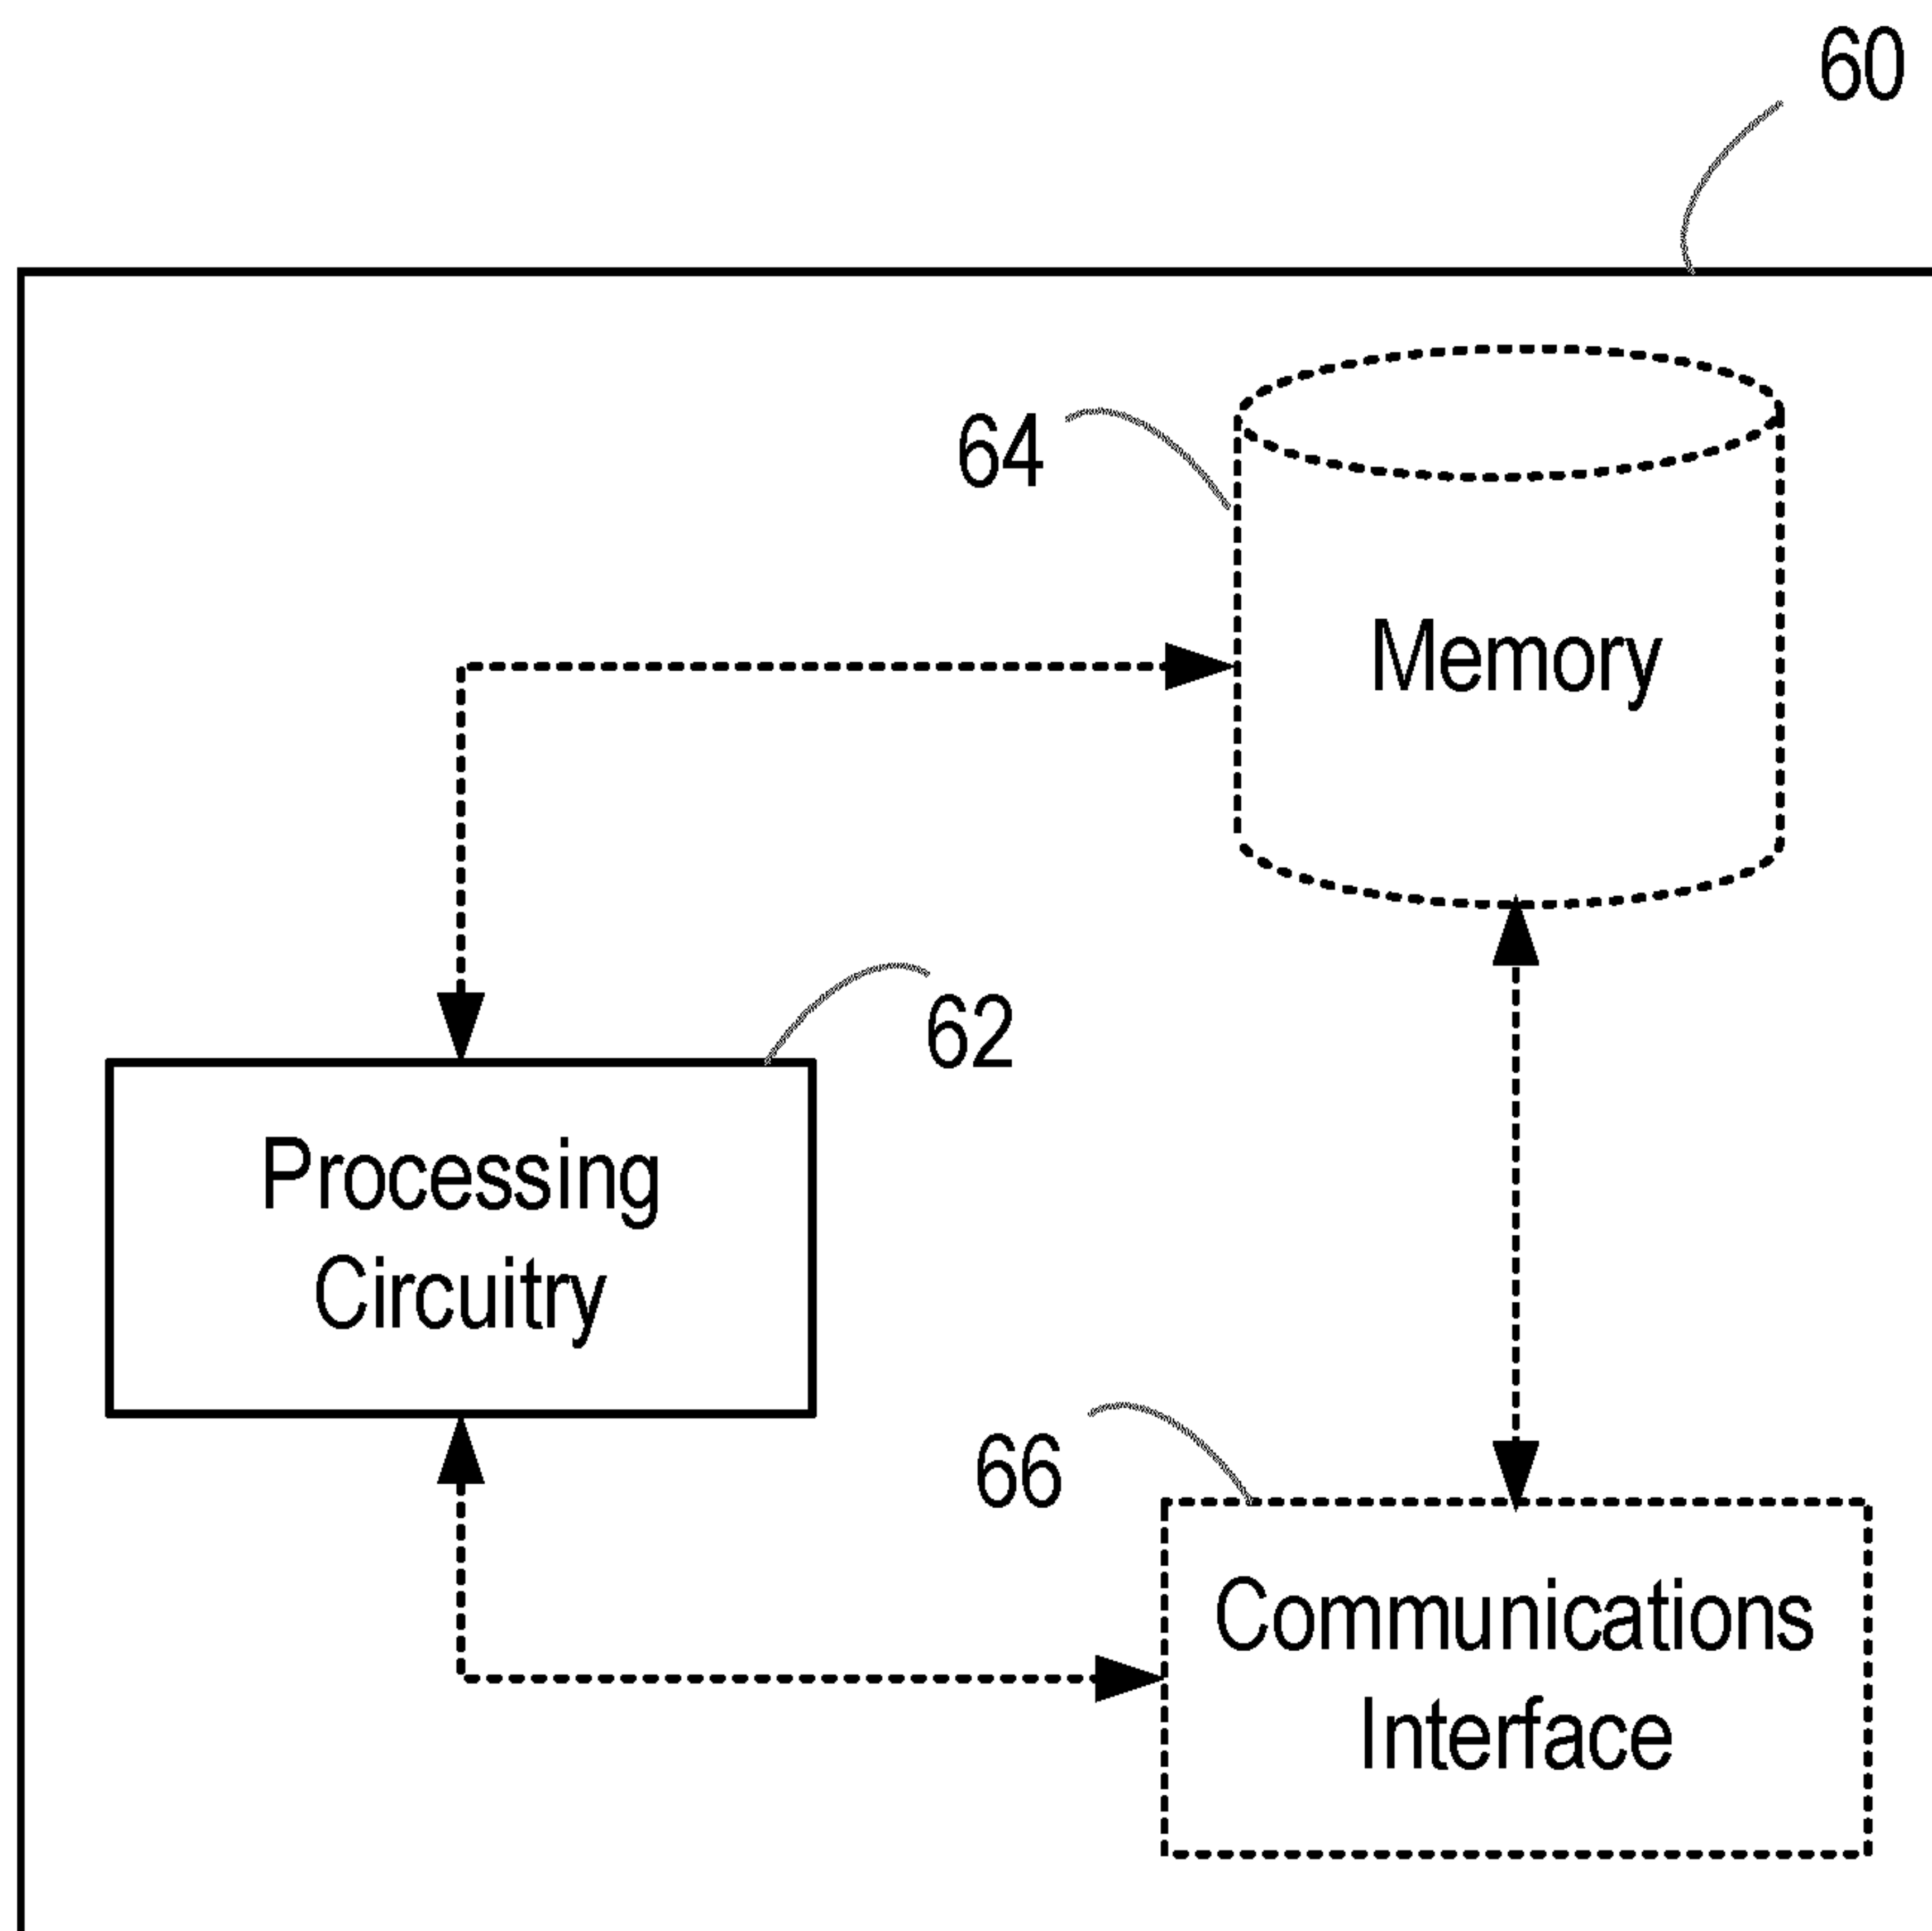 60
64
Memory
62
Processing
Circuitry
66
Communications
Interface